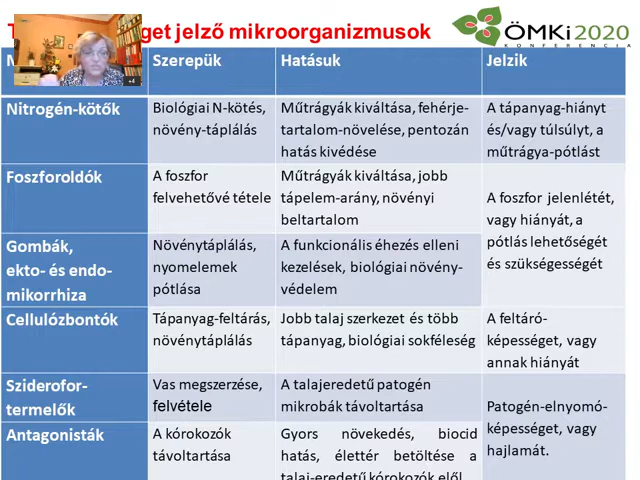 get jelző mikroorganizmusok
ÖMKi 2020
KONFERENCIA
Szerepük
Hatásuk
Jelzik
+4
Nitrogén-kötők
Biológiai N-kötés,
növény-táplálás
Műtrágyák kiváltása, fehérje-
tartalom-növelése, pentozán
hatás kivédése
A tápanyag-hiányt
és/vagy túlsúlyt, a
műtrágya-pótlást
Foszforoldók
A foszfor
felvehetővé tétele
Műtrágyák kiváltása, jobb
tápelem-arány, növényi
beltartalom
A foszfor jelenlétét,
vagy hiányát, a
pótlás lehetőségét
és szükségességét
Gombák,
ekto- és endo-
mikorrhiza
Növénytáplálás,
nyomelemek
pótlása
A funkcionális éhezés elleni
kezelések, biológiai növény-
védelem
Cellulózbontók
Tápanyag-feltárás,
növénytáplálás
Jobb talaj szerkezet és több
tápanyag, biológiai sokféleség
A feltáró-
képességet, vagy
annak hiányát
Sziderofor-
termelők
Vas megszerzése,
felvétele
A talajeredetű patogén
mikrobák távoltartása
Patogén-elnyomó-
képességet, vagy
hajlamát.
Antagonisták
A kórokozók
távoltartása
Gyors növekedés, biocid
hatás, élettér betöltése a
talaj-eredetű kórokozók elől